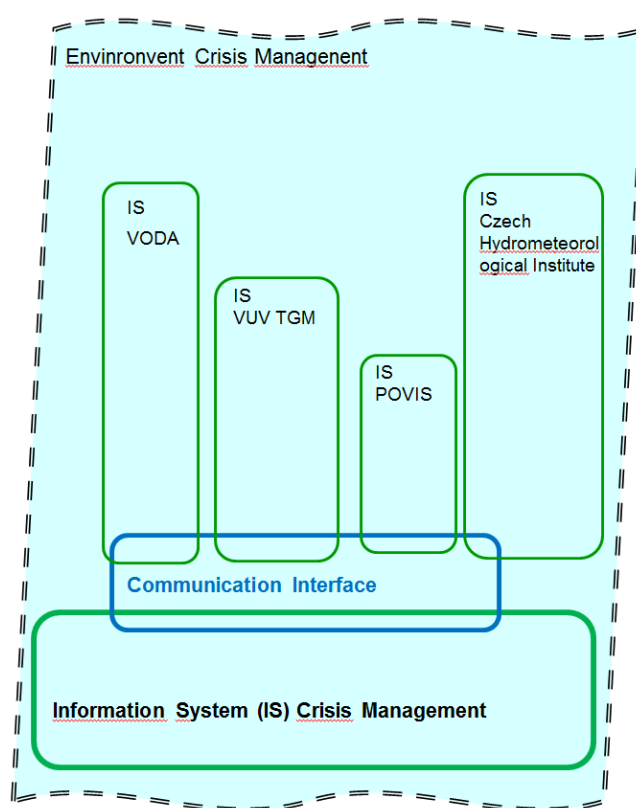 Envinronvent Crisis Managenent
IS
VODA
IS
VUV TGM
IS
POVIS
IS
Czech
Hydrometeorol
ogical Institute
Communication Interface
Information System (IS) Crisis Management